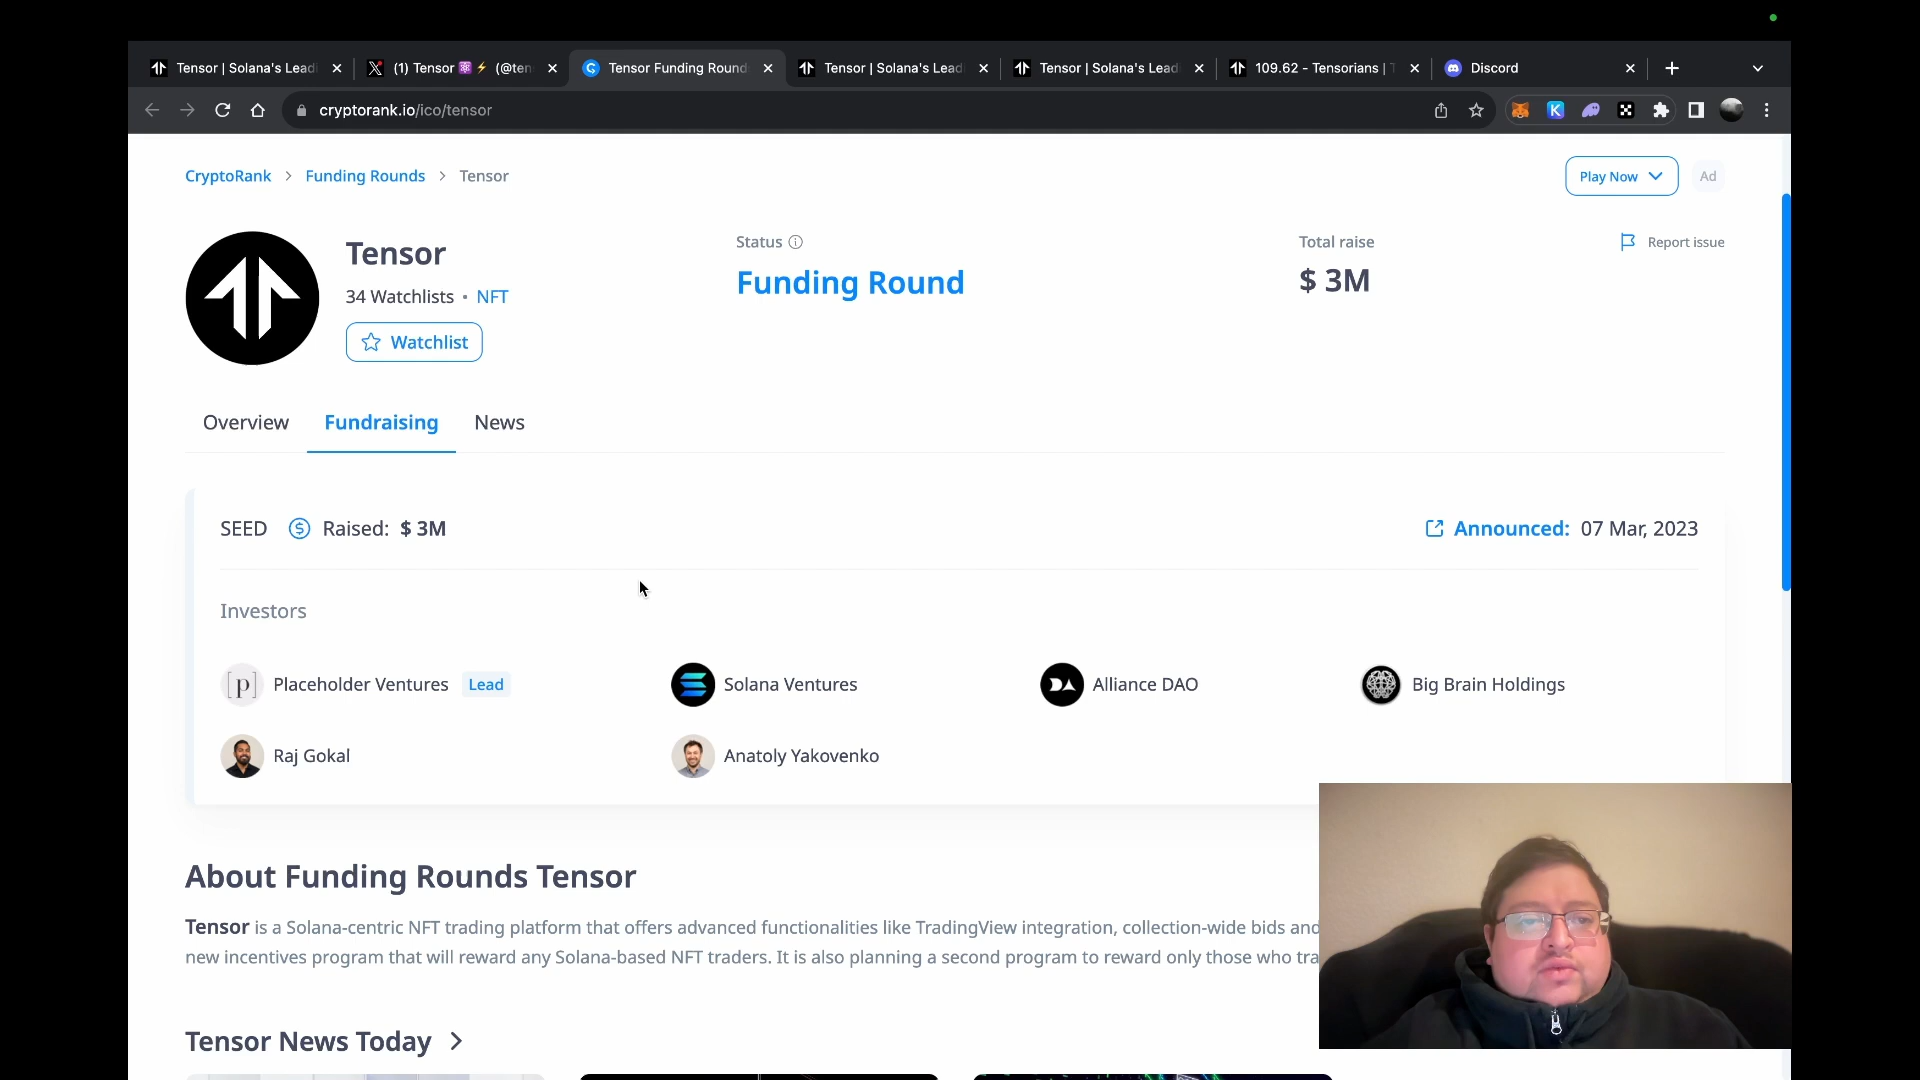 Tensor | Solana's Leadi
(1) Tensor ⚛️⚡ (@ten
Tensor Funding Round
Tensor | Solana's Lead
Tensor | Solana's Lead
109.62 - Tensorians | T
Discord
cryptorank.io/ico/tensor
CryptoRank > Funding Rounds > Tensor
Play Now
Ad
Tensor
34 Watchlists • NFT
Watchlist
Status
Funding Round
Total raise
$ 3M
Report issue
Overview
Fundraising
News
SEED Raised: $ 3M
Announced: 07 Mar, 2023
Investors
[p] Placeholder Ventures Lead
Solana Ventures
Alliance DAO
Big Brain Holdings
Raj Gokal
Anatoly Yakovenko
About Funding Rounds Tensor
Tensor is a Solana-centric NFT trading platform that offers advanced functionalities like TradingView integration, collection-wide bids and
new incentives program that will reward any Solana-based NFT traders. It is also planning a second program to reward only those who tra
Tensor News Today >